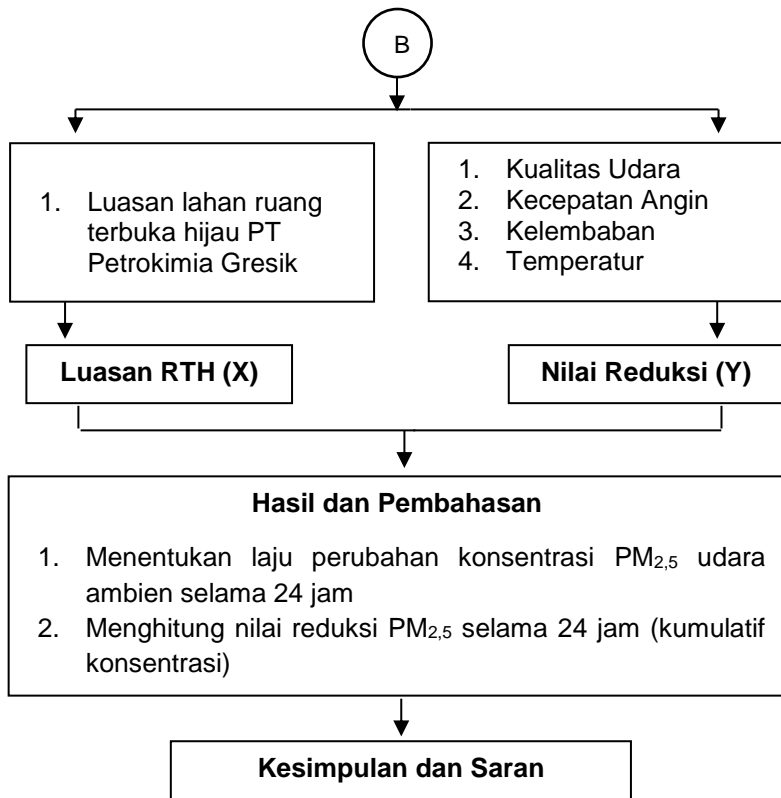 B
1. Luasan lahan ruang
terbuka hijau PT
Petrokimia Gresik
1. Kualitas Udara
2. Kecepatan Angin
3. Kelembaban
4. Temperatur
Luasan RTH (X)
Nilai Reduksi (Y)
Hasil dan Pembahasan
1. Menentukan laju perubahan konsentrasi PM2,5 udara
ambien selama 24 jam
2. Menghitung nilai reduksi PM2,5 selama 24 jam (kumulatif
konsentrasi)
Kesimpulan dan Saran